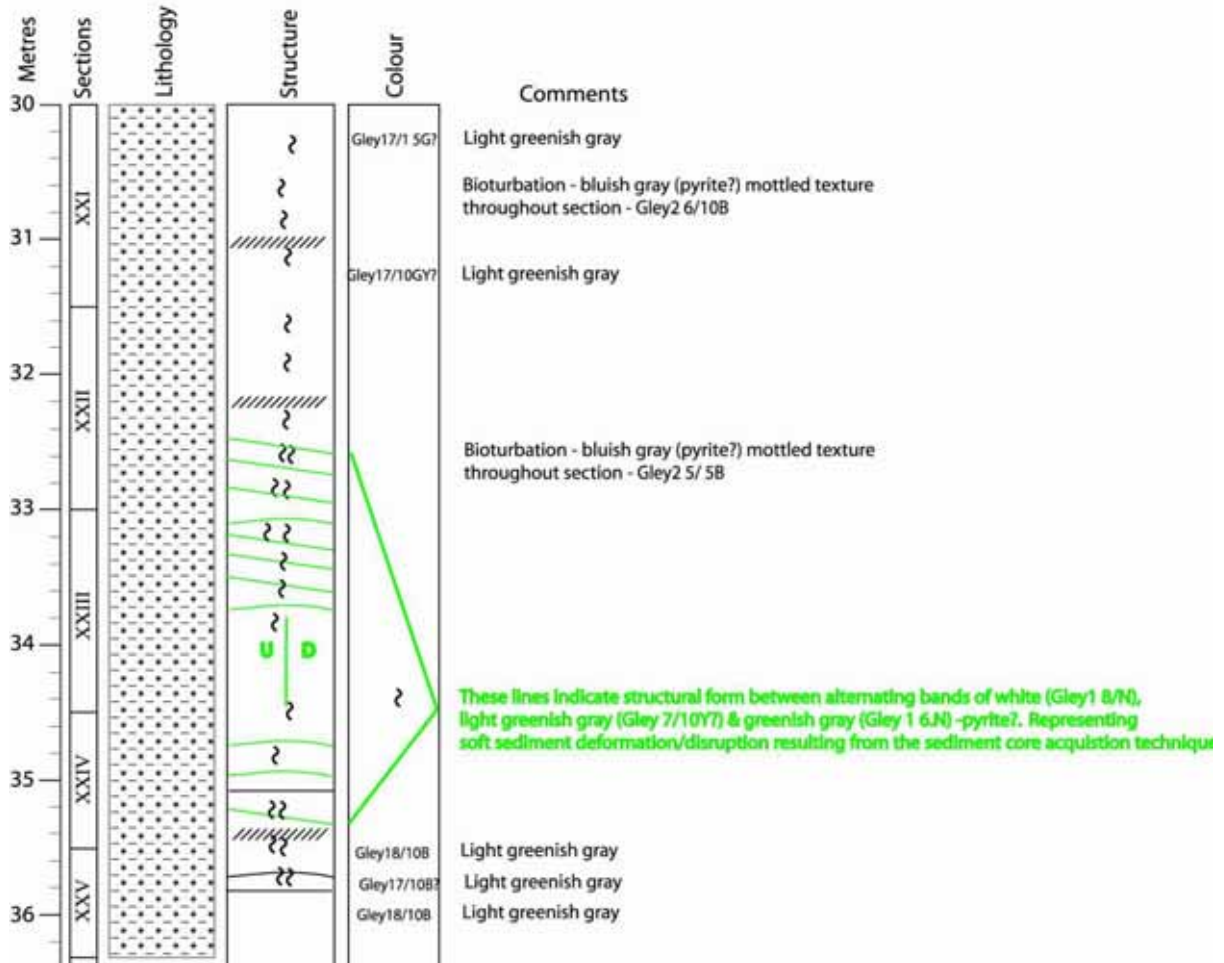 Metres
Sections
Lithology
Structure
Colour
Comments
30
Gley17/1 5G?
Light greenish gray
Bioturbation - bluish gray (pyrite?) mottled texture
throughout section - Gley2 6/10B
XXI
31
Gley17/10GY?
Light greenish gray
32
XXII
Bioturbation - bluish gray (pyrite?) mottled texture
throughout section - Gley2 5/ 5B
33
XXIII
34
U D
These lines indicate structural form between alternating bands of white (Gley1 8/N),
light greenish gray (Gley 7/10Y?) & greenish gray (Gley 1 6.N) -pyrite?. Representing
soft sediment deformation/disruption resulting from the sediment core acquistion technique
35
XXIV
Gley18/10B
Light greenish gray
Gley17/10B?
Light greenish gray
XXV
36
Gley18/10B
Light greenish gray